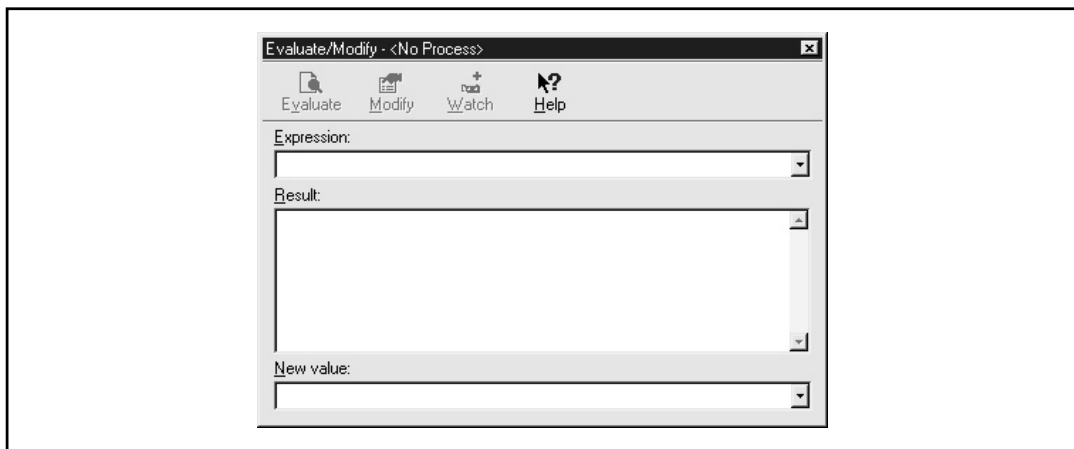 Evaluate/Modify - <No Process>
Evaluate Modify Watch Help
Expression:
Result:
New value: